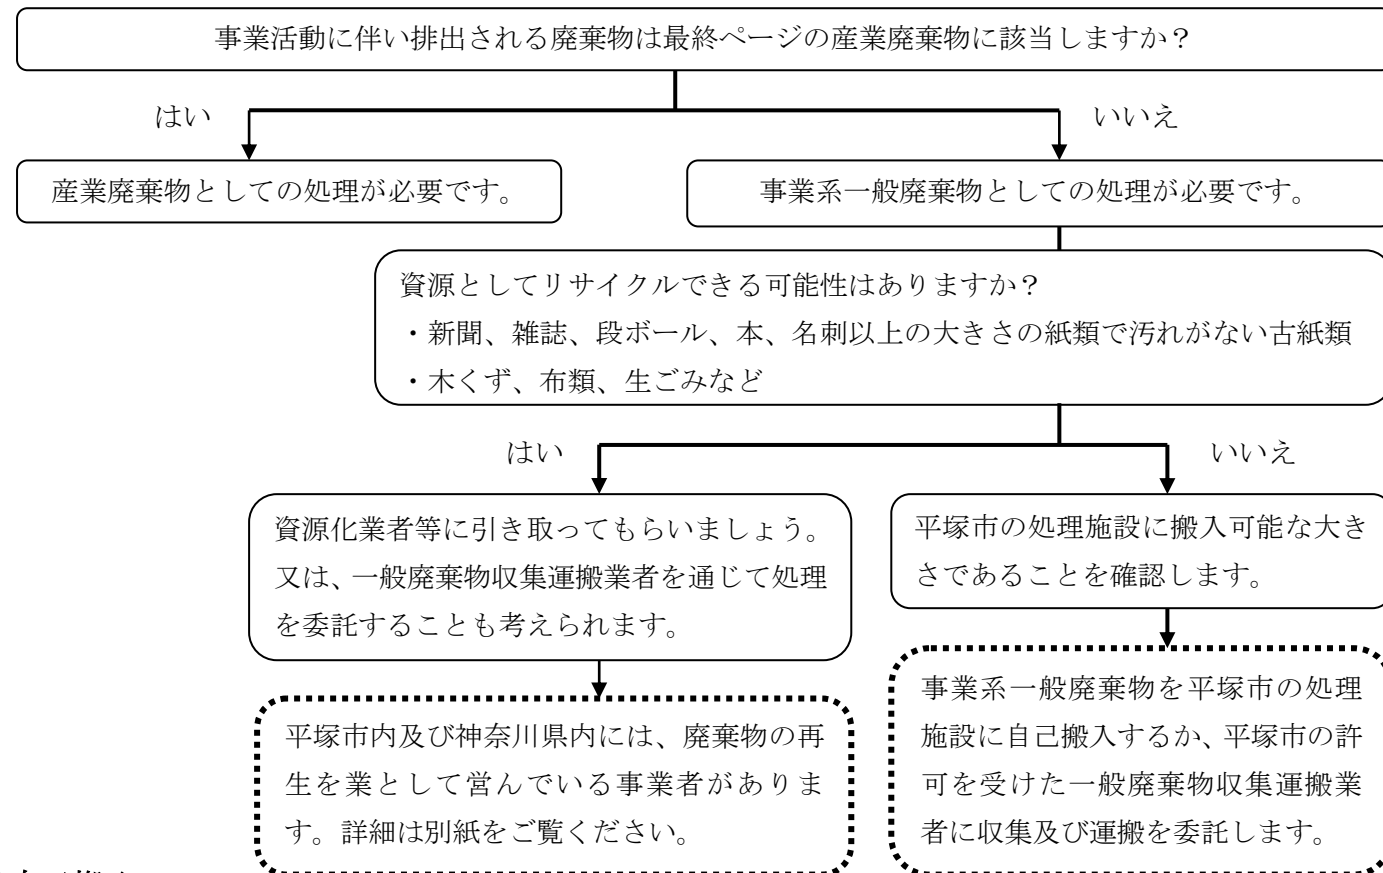 事業活動に伴い排出される廃棄物は最終ページの産業廃棄物に該当しますか？
はい
いいえ
産業廃棄物としての処理が必要です。
事業系一般廃棄物としての処理が必要です。
資源としてリサイクルできる可能性はありますか？
・新聞、雑誌、段ボール、本、名刺以上の大きさの紙類で汚れがない古紙類
・木くず、布類、生ごみなど
はい
いいえ
資源化業者等に引き取ってもらいましょう。
又は、一般廃棄物収集運搬業者を通じて処理
を委託することも考えられます。
平塚市の処理施設に搬入可能な大き
さであることを確認します。
平塚市内及び神奈川県内には、廃棄物の再
生を業として営んでいる事業者がありま
す。詳細は別紙をご覧ください。
事業系一般廃棄物を平塚市の処理
施設に自己搬入するか、平塚市の許
可を受けた一般廃棄物収集運搬業
者に収集及び運搬を委託します。